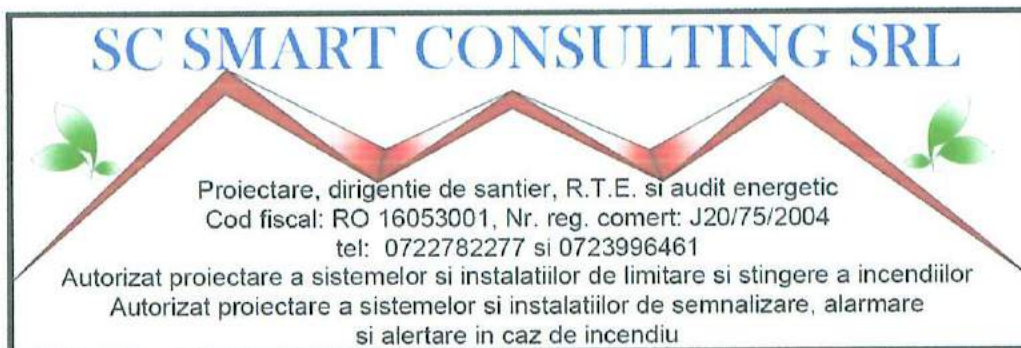 SC SMART CONSULTING SRL
Proiectare, dirigentie de santier, R.T.E. si audit energetic
Cod fiscal: RO 16053001, Nr. reg. comert: J20/75/2004
tel: 0722782277 si 0723996461
Autorizat proiectare a sistemelor si instalatiilor de limitare si stingere a incendiilor
Autorizat proiectare a sistemelor si instalatiilor de semnalizare, alarmare
si alertare in caz de incendiu